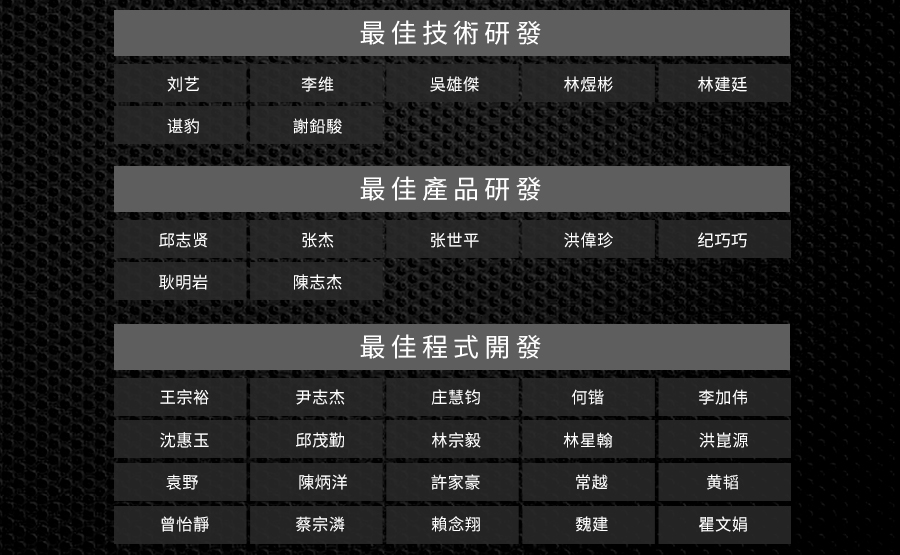 最佳技術研發
刘艺 李维 吳雄傑 林煜彬 林建廷
谌豹 謝鉛駿
最佳產品研發
邱志贤 张杰 张世平 洪偉珍 纪巧巧
耿明岩 陳志杰
最佳程式開發
王宗裕 尹志杰 庄慧钧 何锴 李加伟
沈惠玉 邱茂勤 林宗毅 林星翰 洪崑源
袁野 陳炳洋 許家豪 常越 黄韬
曾怡靜 蔡宗潾 賴念翔 魏建 瞿文娟